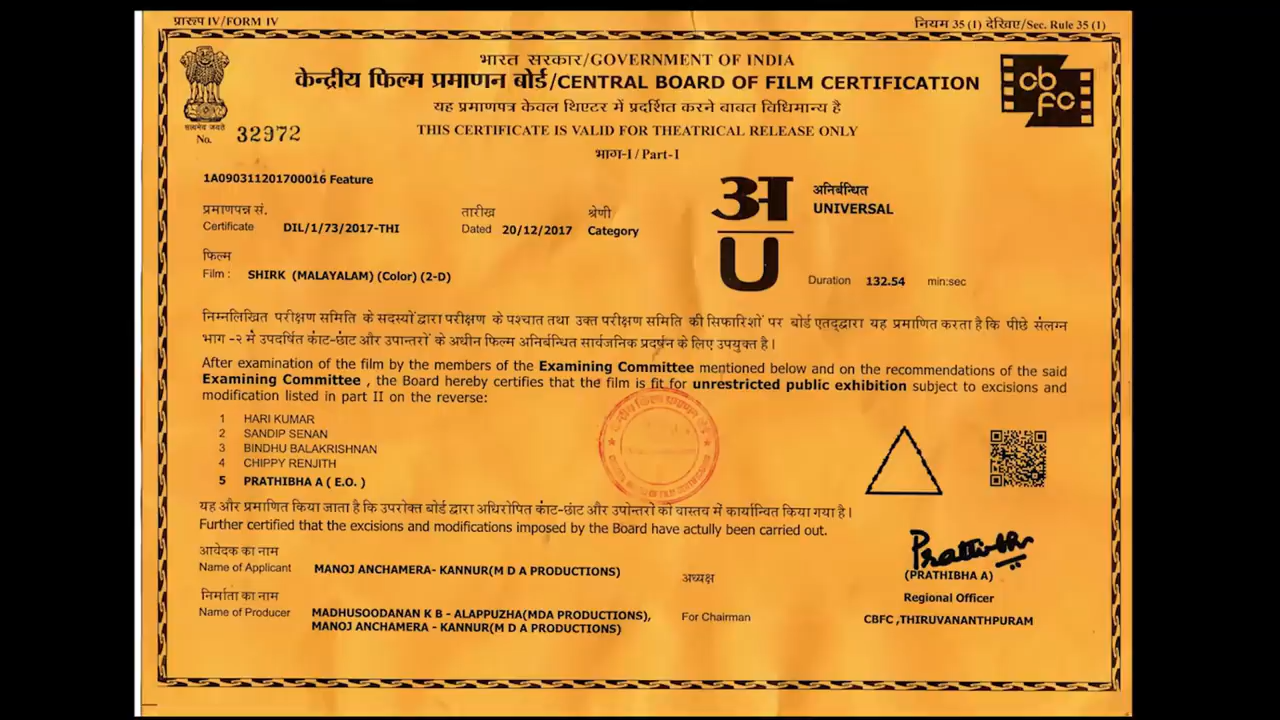 प्रारूप IV/FORM IV
नियम 35 (1) देखिए/Sec. Rule 35 (1)
भारत सरकार/GOVERNMENT OF INDIA
केन्द्रीय फिल्म प्रमाणन बोर्ड/CENTRAL BOARD OF FILM CERTIFICATION
यह प्रमाणपत्र केवल थिएटर में प्रदर्शित करने बाबत विधिमान्य है
THIS CERTIFICATE IS VALID FOR THEATRICAL RELEASE ONLY
भाग-I / Part-I
सत्यमेव जयते
No. 32972
cb
fc
1A090311201700016 Feature
अ
U
अनिर्बन्धित
UNIVERSAL
प्रमाणपत्र सं. तारीख श्रेणी
Certificate DIL/1/73/2017-THI Dated 20/12/2017 Category
फिल्म
Film : SHIRK (MALAYALAM) (Color) (2-D)
Duration 132.54 min:sec
निम्नलिखित परीक्षण समिति के सदस्यों द्वारा परीक्षण के पश्चात तथा उक्त परीक्षण समिति की सिफारिशों पर बोर्ड एतद्द्वारा यह प्रमाणित करता है कि पीछे संलग्न
भाग -२ में उपदर्षित काट-छाट और उपान्तरों के अधीन फिल्म अनिबन्धित सार्वजनिक प्रदर्षन के लिए उपयुक्त है।
After examination of the film by the members of the Examining Committee mentioned below and on the recommendations of the said
Examining Committee , the Board hereby certifies that the film is fit for unrestricted public exhibition subject to excisions and
modification listed in part II on the reverse:
1 HARI KUMAR
2 SANDIP SENAN
3 BINDHU BALAKRISHNAN
4 CHIPPY RENJITH
5 PRATHIBHA A ( E.O. )
यह और प्रमाणित किया जाता है कि उपरोक्त बोर्ड द्वारा अधिरोपित काट-छाट और उपोन्तरों को वास्तव में कार्यान्वित किया गया है।
Further certified that the excisions and modifications imposed by the Board have actully been carried out.
आवेदक का नाम
Name of Applicant MANOJ ANCHAMERA- KANNUR(M D A PRODUCTIONS)
निर्माता का नाम
Name of Producer MADHUSOODANAN K B - ALAPPUZHA(MDA PRODUCTIONS),
MANOJ ANCHAMERA - KANNUR(M D A PRODUCTIONS)
अध्यक्ष
For Chairman
(PRATHIBHA A)
Regional Officer
CBFC ,THIRUVANANTHPURAM